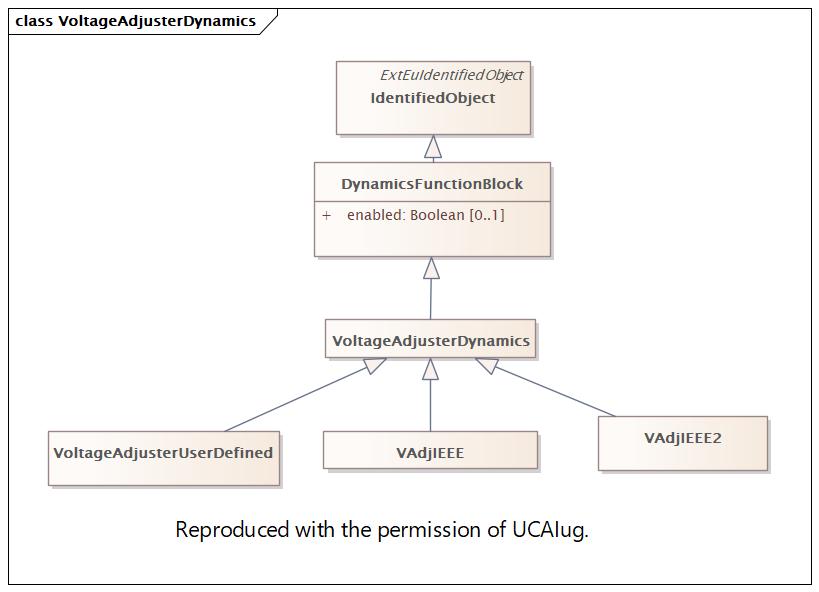 class VoltageAdjusterDynamics
ExtEuIdentifiedObject
IdentifiedObject
DynamicsFunctionBlock
+ enabled: Boolean [0..1]
VoltageAdjusterDynamics
VoltageAdjusterUserDefined
VAdjIEEE
VAdjIEEE2
Reproduced with the permission of UCAIug.